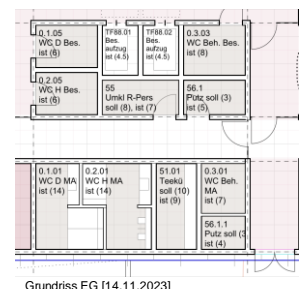 0.1.05
WC D Bes.
ist (6)
TF88.01
Bes.
aufzug
ist (4.5)
TF88.02
Bes.
aufzug
ist (4.5)
0.3.03
WC Beh. Bes.
ist (8)
0.2.05
WC H Bes.
ist (6)
55
Umkl R-Pers
soll (8), ist (7)
56.1
Putz soll (3)
ist (5)
0.1.01
WC D MA
ist (14)
0.2.01
WC H MA
ist (14)
51.01
Teekü
soll (10)
ist (9)
0.3.01
WC Beh.
MA
ist (7)
56.1.1
Putz soll (3
ist (4)
Grundriss EG [14.11.2023]